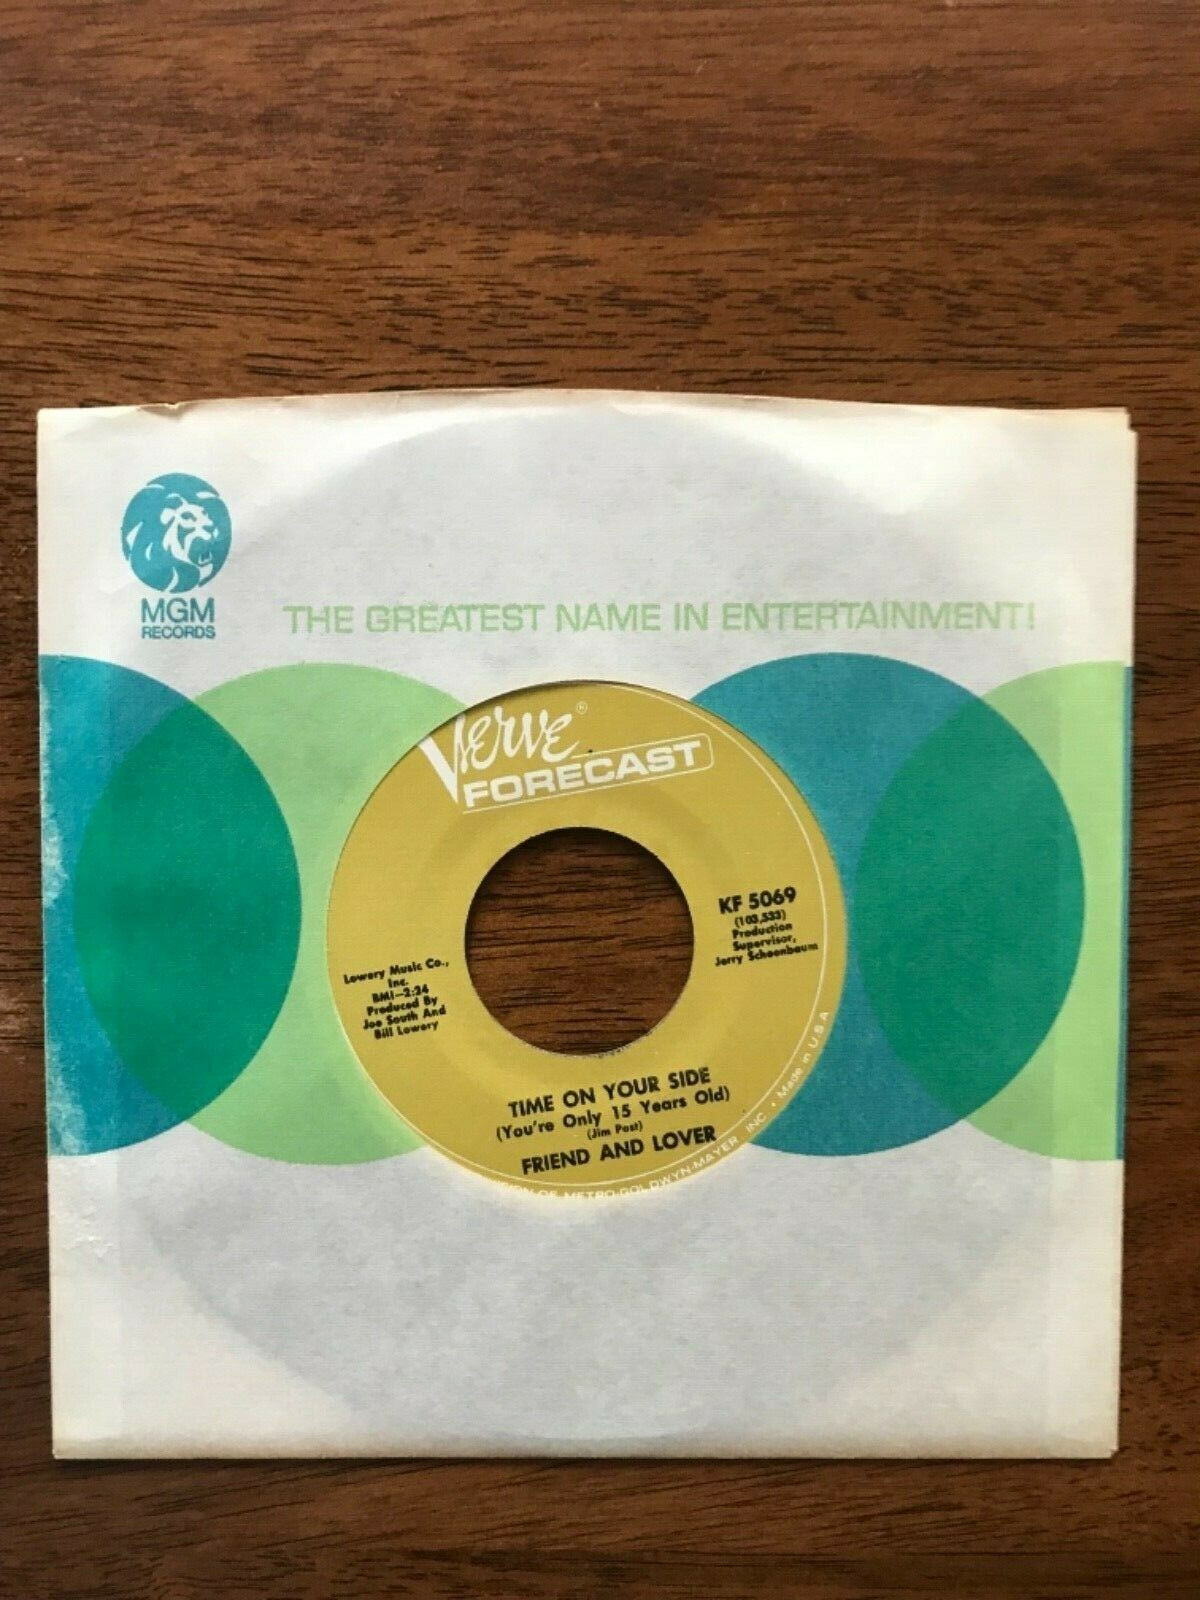 MGM
RECORDS
THE GREATEST NAME IN ENTERTAINMENT!
Verve ®
FORECAST
KF 5069
(103,533)
Production
Supervisor,
Jerry Schoenbaum
Lowery Music Co.,
Inc.
BMI—2:24
Produced By
Joe South And
Bill Lowery
TIME ON YOUR SIDE
(You're Only 15 Years Old)
(Jim Post)
FRIEND AND LOVER
OF METRO-GOLDWYN-MAYER INC. • Made in U.S.A